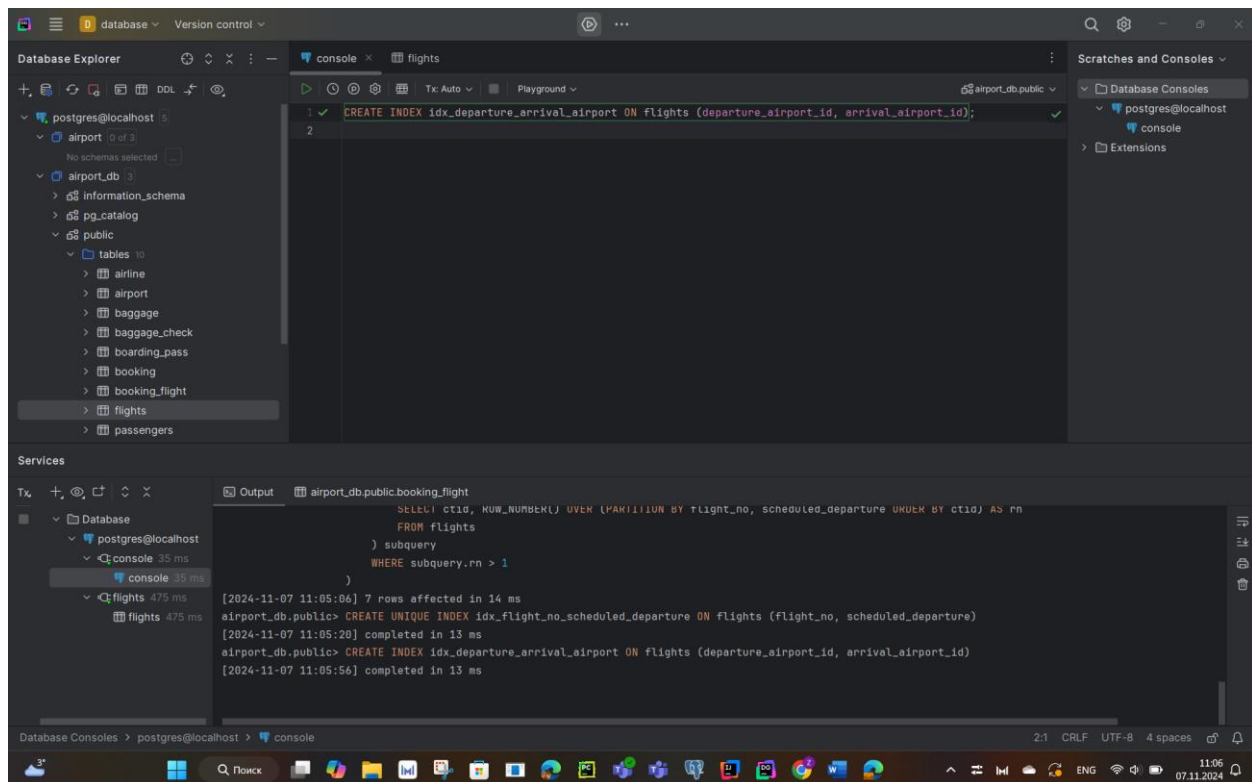 D database Version control
Database Explorer
console
flights
Scratches and Consoles
DDL
Tx: Auto
Playground
airport_db.public
postgres@localhost 5
airport 0 of 3
No schemas selected ...
airport_db 3
information_schema
pg_catalog
public
tables 10
airline
airport
baggage
baggage_check
boarding_pass
booking
booking_flight
flights
passengers
1 CREATE INDEX idx_departure_arrival_airport ON flights (departure_airport_id, arrival_airport_id);
2
Database Consoles
postgres@localhost
console
Extensions
Services
Tx
Output
airport_db.public.booking_flight
Database
postgres@localhost
console 35 ms
console 35 ms
flights 475 ms
flights 475 ms
SELECT ctid, ROW_NUMBER() OVER (PARTITION BY flight_no, scheduled_departure ORDER BY ctid) AS rn
FROM flights
) subquery
WHERE subquery.rn > 1
)
[2024-11-07 11:05:06] 7 rows affected in 14 ms
airport_db.public> CREATE UNIQUE INDEX idx_flight_no_scheduled_departure ON flights (flight_no, scheduled_departure)
[2024-11-07 11:05:20] completed in 13 ms
airport_db.public> CREATE INDEX idx_departure_arrival_airport ON flights (departure_airport_id, arrival_airport_id)
[2024-11-07 11:05:56] completed in 13 ms
Database Consoles > postgres@localhost > console
2:1 CRLF UTF-8 4 spaces
3°
Поиск
ENG
11:06
07.11.2024